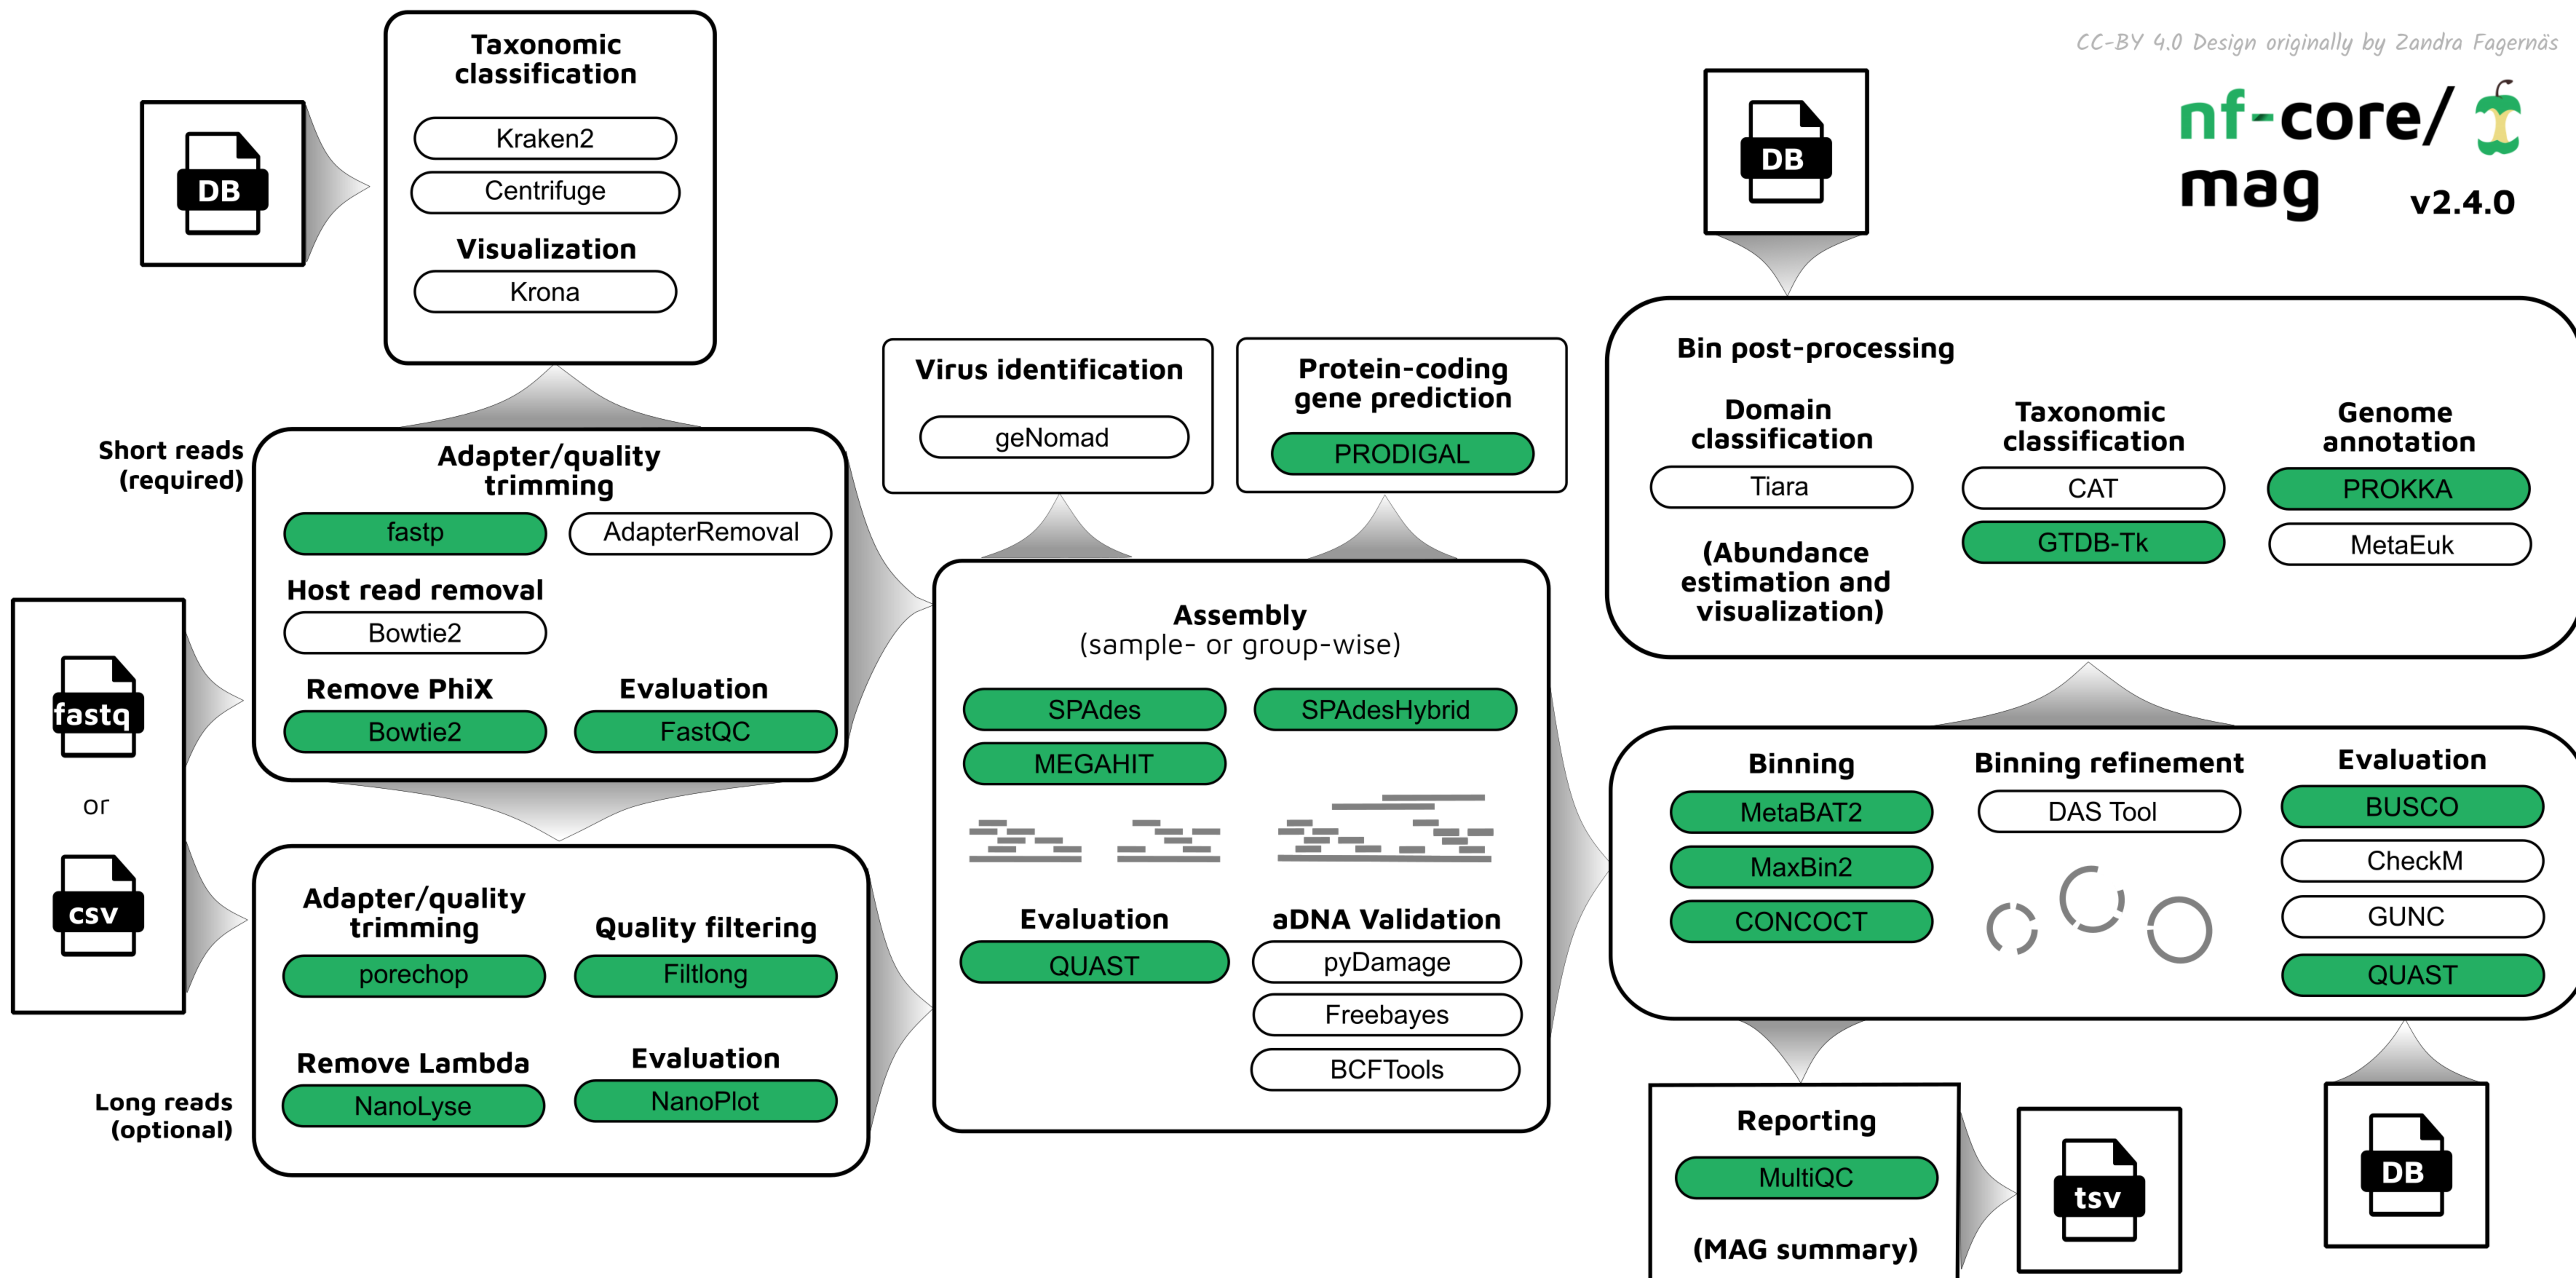 CC-BY 4.0 Design originally by Zandra Fagernäs
nf-core/
mag
v2.4.0
DB
Taxonomic
classification
Kraken2
Centrifuge
Visualization
Krona
Short reads
(required)
Adapter/quality
trimming
fastp
AdapterRemoval
Host read removal
Bowtie2
Remove PhiX
Bowtie2
Evaluation
FastQC
fastq
or
csv
Long reads
(optional)
Adapter/quality
trimming
porechop
Quality filtering
Filtlong
Remove Lambda
NanoLyse
Evaluation
NanoPlot
Virus identification
geNomad
Protein-coding
gene prediction
PRODIGAL
Assembly
(sample- or group-wise)
SPAdes
SPAdesHybrid
MEGAHIT
Evaluation
QUAST
aDNA Validation
pyDamage
Freebayes
BCFTools
DB
Bin post-processing
Domain
classification
Tiara
(Abundance
estimation and
visualization)
Taxonomic
classification
CAT
GTDB-Tk
Genome
annotation
PROKKA
MetaEuk
Binning
MetaBAT2
MaxBin2
CONCOCT
Binning refinement
DAS Tool
Evaluation
BUSCO
CheckM
GUNC
QUAST
Reporting
MultiQC
(MAG summary)
tsv
DB